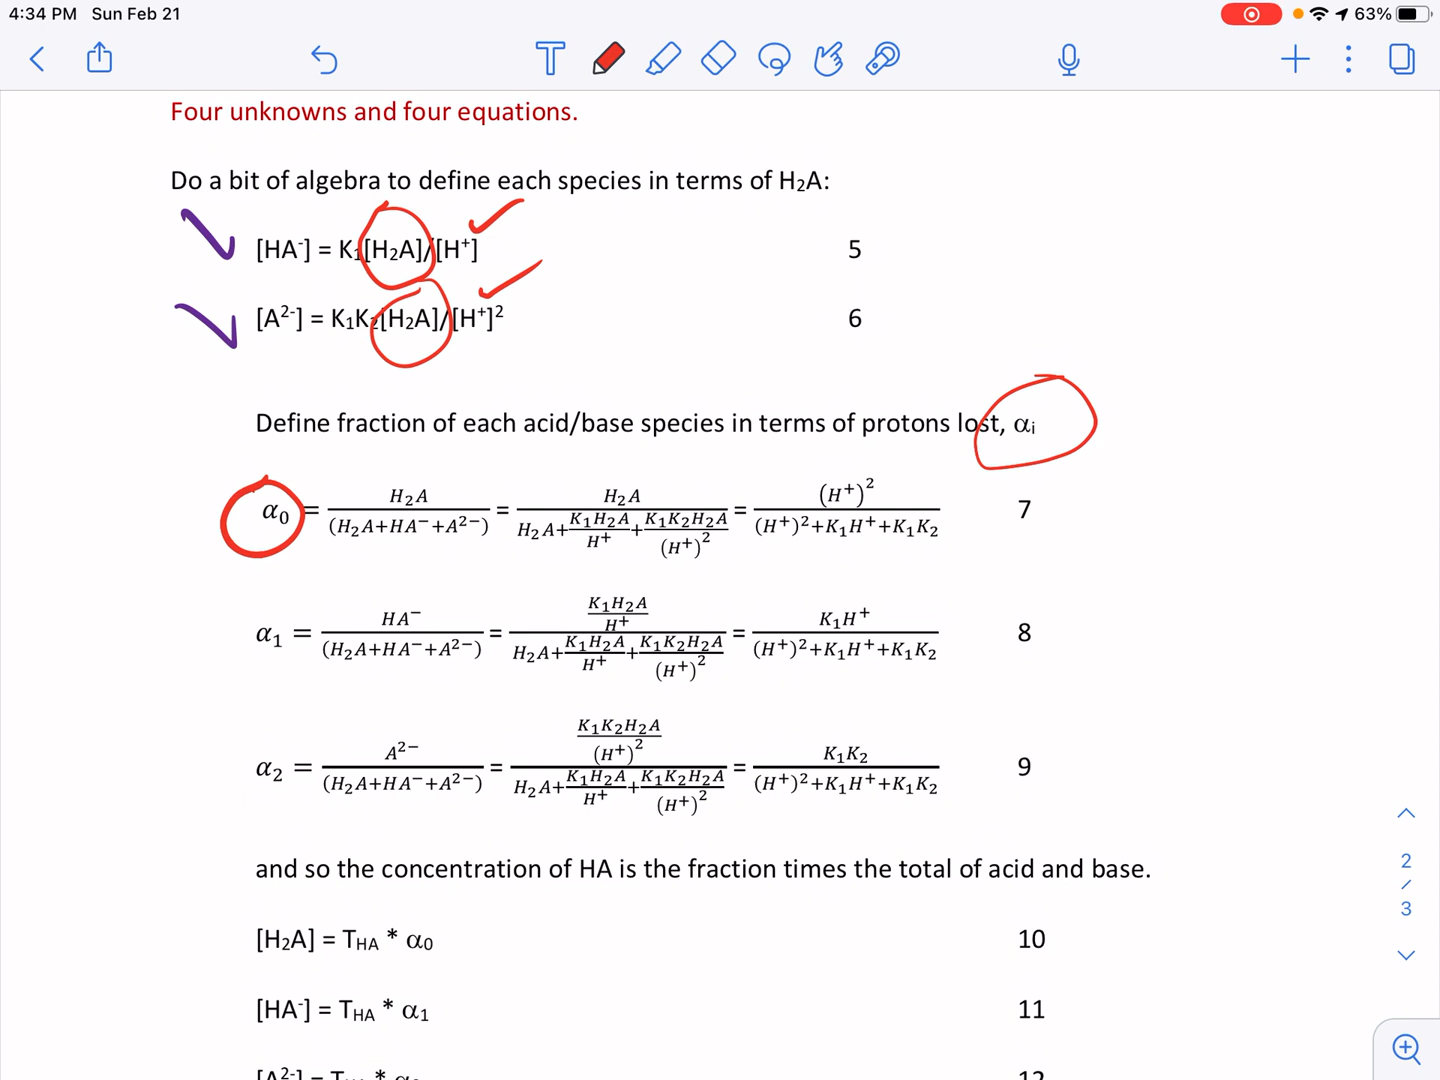 4:34 PM Sun Feb 21 63%
Four unknowns and four equations.
Do a bit of algebra to define each species in terms of H₂A:
[HA⁻] = K₁[H₂A]/[H⁺] 5
[A²⁻] = K₁K₂[H₂A]/[H⁺]² 6
Define fraction of each acid/base species in terms of protons lost, αᵢ
α₀ = H₂A / (H₂A+HA⁻+A²⁻) = H₂A / (H₂A + K₁H₂A/H⁺ + K₁K₂H₂A/(H⁺)²) = (H⁺)² / ((H⁺)²+K₁H⁺+K₁K₂) 7
α₁ = HA⁻ / (H₂A+HA⁻+A²⁻) = (K₁H₂A/H⁺) / (H₂A + K₁H₂A/H⁺ + K₁K₂H₂A/(H⁺)²) = K₁H⁺ / ((H⁺)²+K₁H⁺+K₁K₂) 8
α₂ = A²⁻ / (H₂A+HA⁻+A²⁻) = (K₁K₂H₂A/(H⁺)²) / (H₂A + K₁H₂A/H⁺ + K₁K₂H₂A/(H⁺)²) = K₁K₂ / ((H⁺)²+K₁H⁺+K₁K₂) 9
2
/
3
and so the concentration of HA is the fraction times the total of acid and base.
[H₂A] = T_HA * α₀ 10
[HA⁻] = T_HA * α₁ 11
[A²⁻] = 12